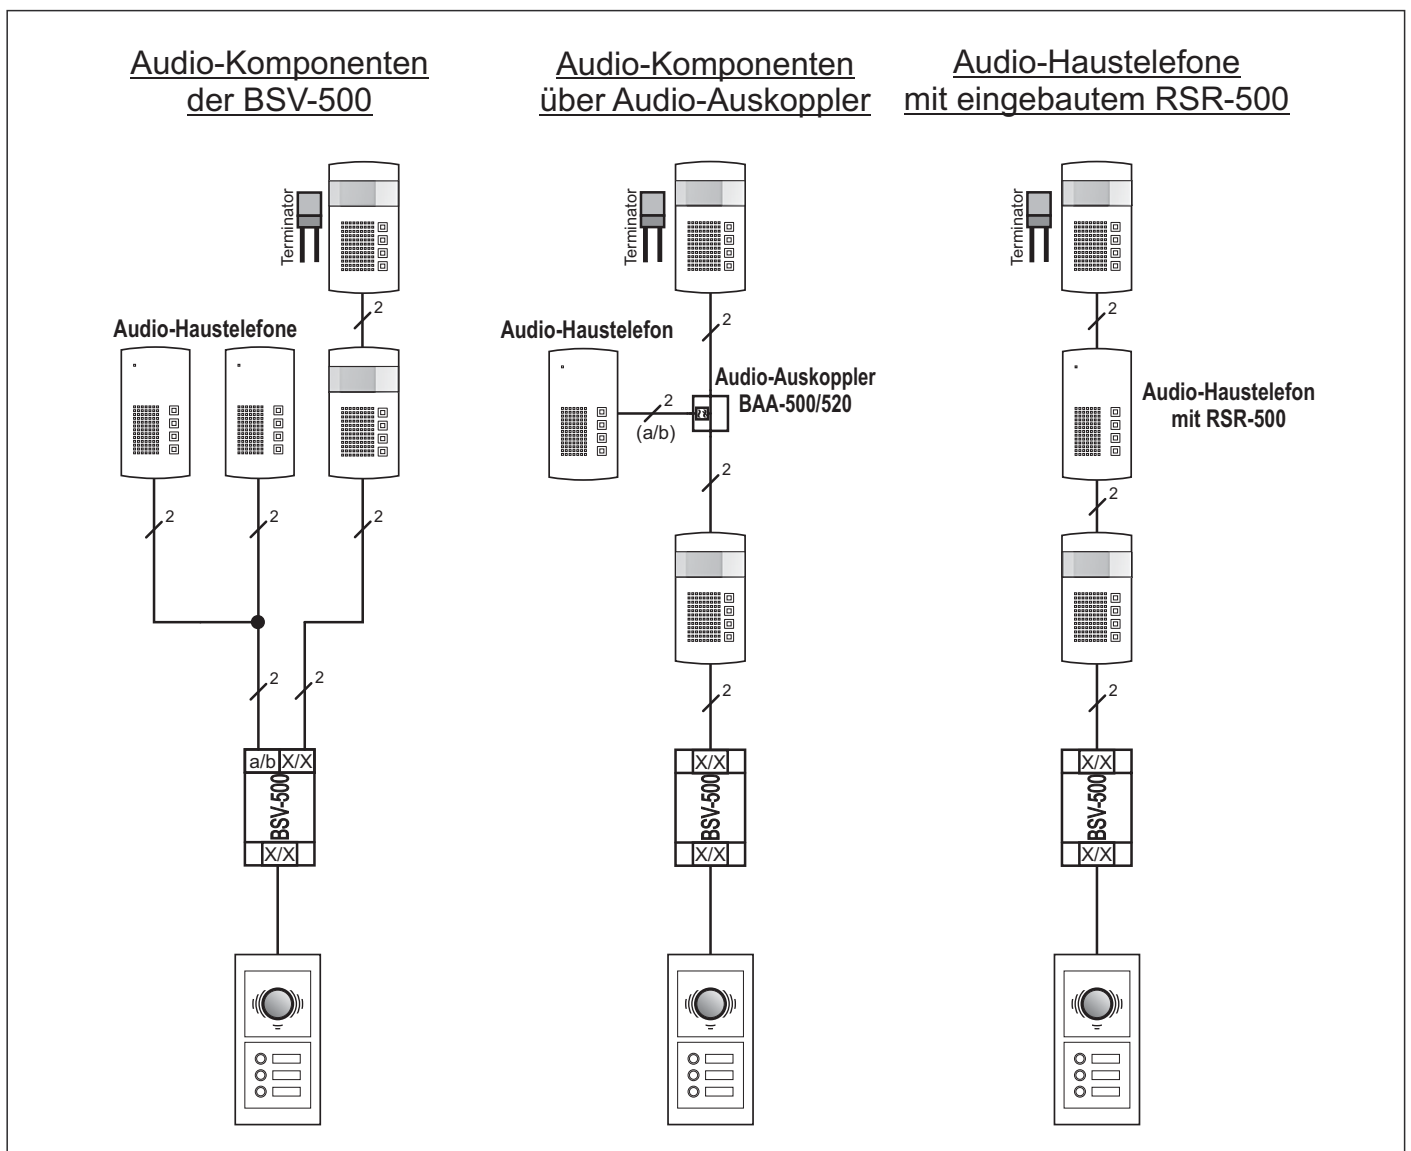 Audio-Komponenten
der BSV-500
Terminator
2
Audio-Haustelefone
2
2
2
2
2
a/b X/X
BSV-500
X/X
Audio-Komponenten
über Audio-Auskoppler
Terminator
2
Audio-Haustelefon
Audio-Auskoppler
BAA-500/520
2
(a/b)
2
2
X/X
BSV-500
X/X
Audio-Haustelefone
mit eingebautem RSR-500
Terminator
2
Audio-Haustelefon
mit RSR-500
2
2
X/X
BSV-500
X/X